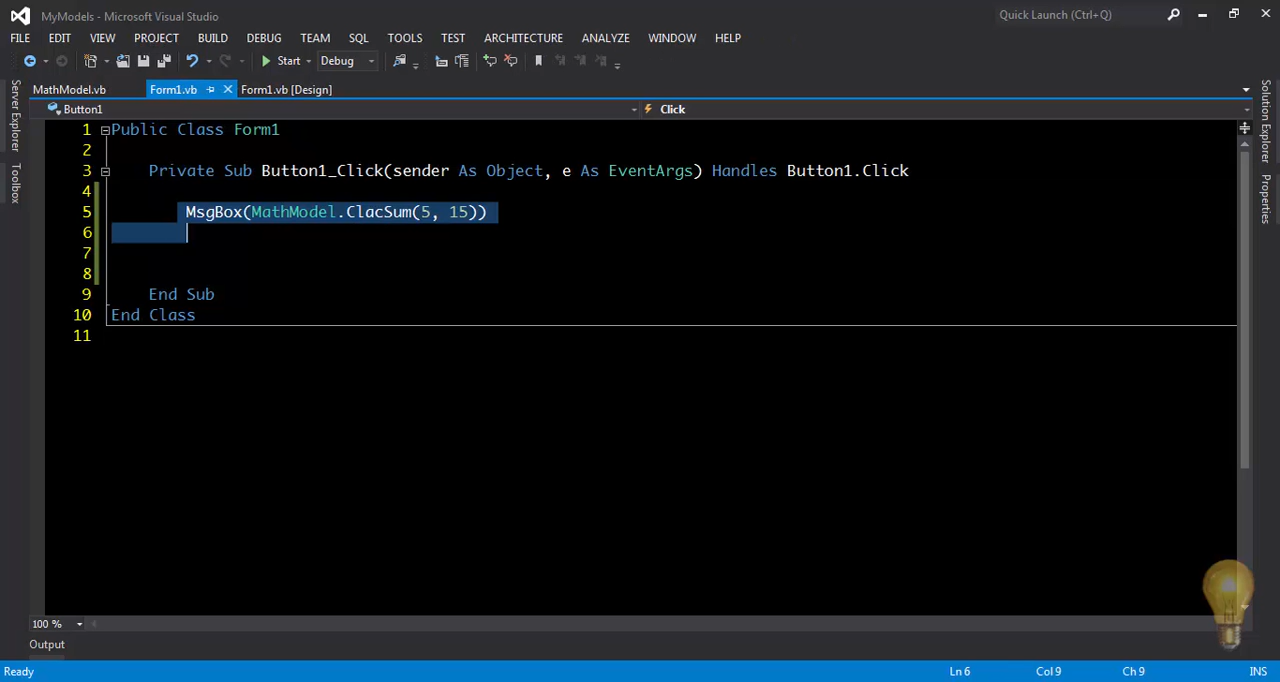 MyModels - Microsoft Visual Studio
Quick Launch (Ctrl+Q)
FILE EDIT VIEW PROJECT BUILD DEBUG TEAM SQL TOOLS TEST ARCHITECTURE ANALYZE WINDOW HELP
Start Debug
Server Explorer
Toolbox
MathModel.vb Form1.vb Form1.vb [Design]
Button1 Click
1 Public Class Form1
2
3 Private Sub Button1_Click(sender As Object, e As EventArgs) Handles Button1.Click
4
5 MsgBox(MathModel.ClacSum(5, 15))
6
7
8
9 End Sub
10 End Class
11
Solution Explorer
Properties
100 %
Output
Ready Ln 6 Col 9 Ch 9 INS